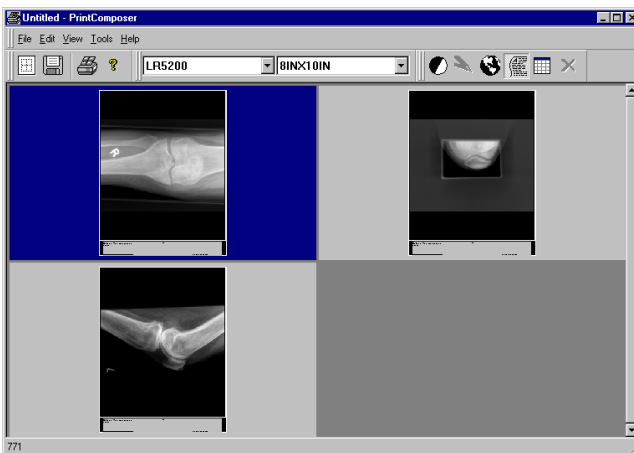 Untitled - PrintComposer
File Edit View Tools Help
LR5200 8INX10IN
R
771